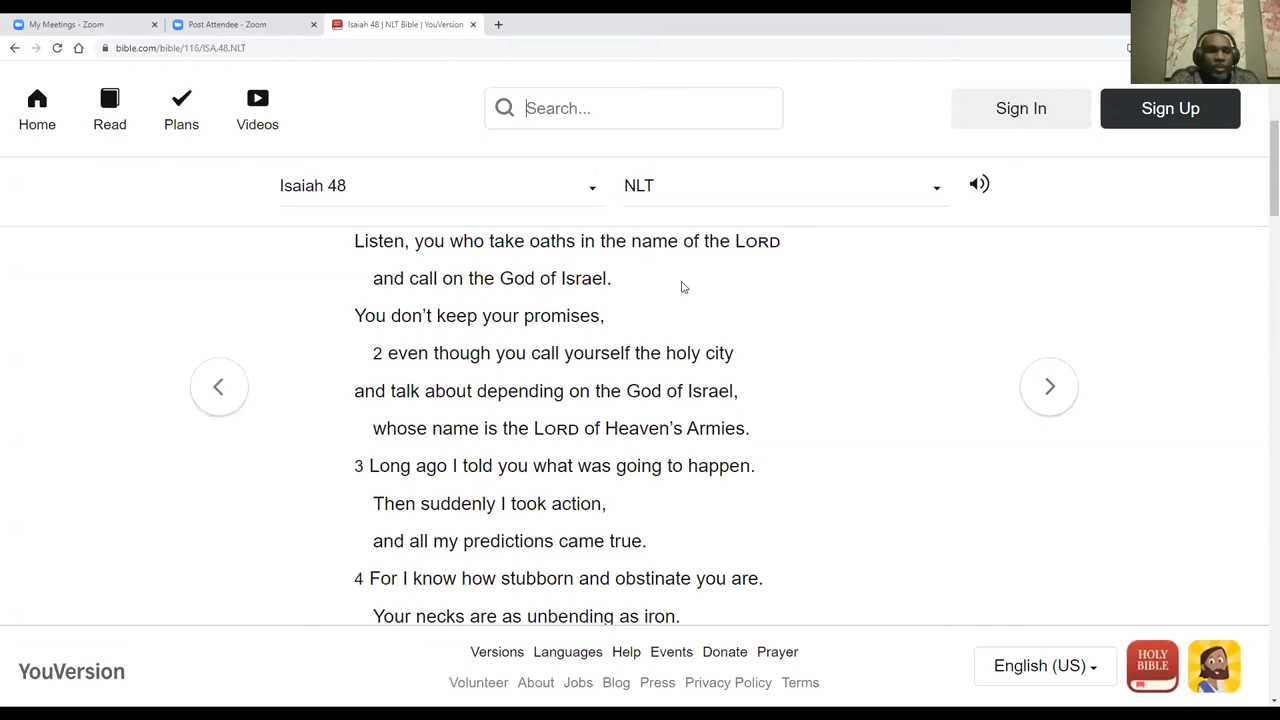 My Meetings - Zoom
Post Attendee - Zoom
Isaiah 48 | NLT Bible | YouVersion
bible.com/bible/116/ISA.48.NLT
Home
Read
Plans
Videos
Search...
Sign In
Sign Up
Isaiah 48
NLT
Listen, you who take oaths in the name of the LORD
and call on the God of Israel.
You don’t keep your promises,
2 even though you call yourself the holy city
and talk about depending on the God of Israel,
whose name is the LORD of Heaven’s Armies.
3 Long ago I told you what was going to happen.
Then suddenly I took action,
and all my predictions came true.
4 For I know how stubborn and obstinate you are.
Your necks are as unbending as iron.
YouVersion
Versions Languages Help Events Donate Prayer
Volunteer About Jobs Blog Press Privacy Policy Terms
English (US)
HOLY
BIBLE